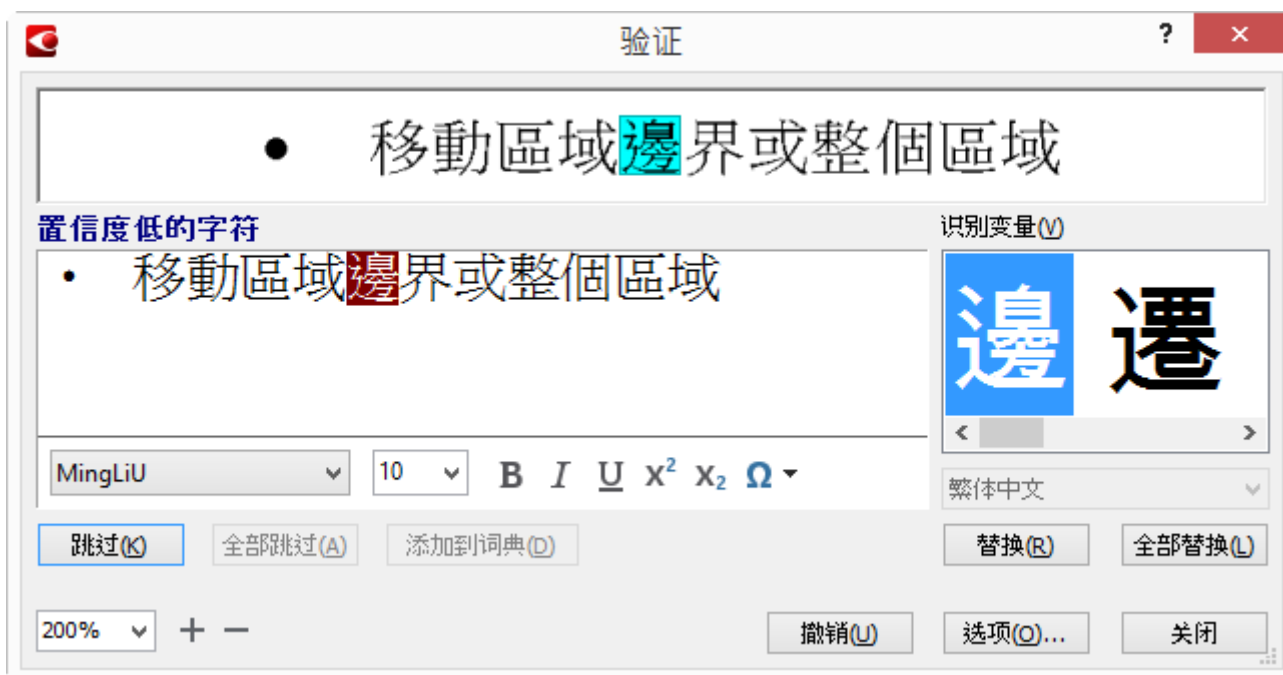 验证
? ×
• 移動區域邊界或整個區域
置信度低的字符
识别变量(V)
• 移動區域邊界或整個區域
邊 遷
MingLiU 10 B I U X² X₂ Ω
繁体中文
跳过(K) 全部跳过(A) 添加到词典(D) 替换(R) 全部替换(L)
200% + − 撤销(U) 选项(O)... 关闭